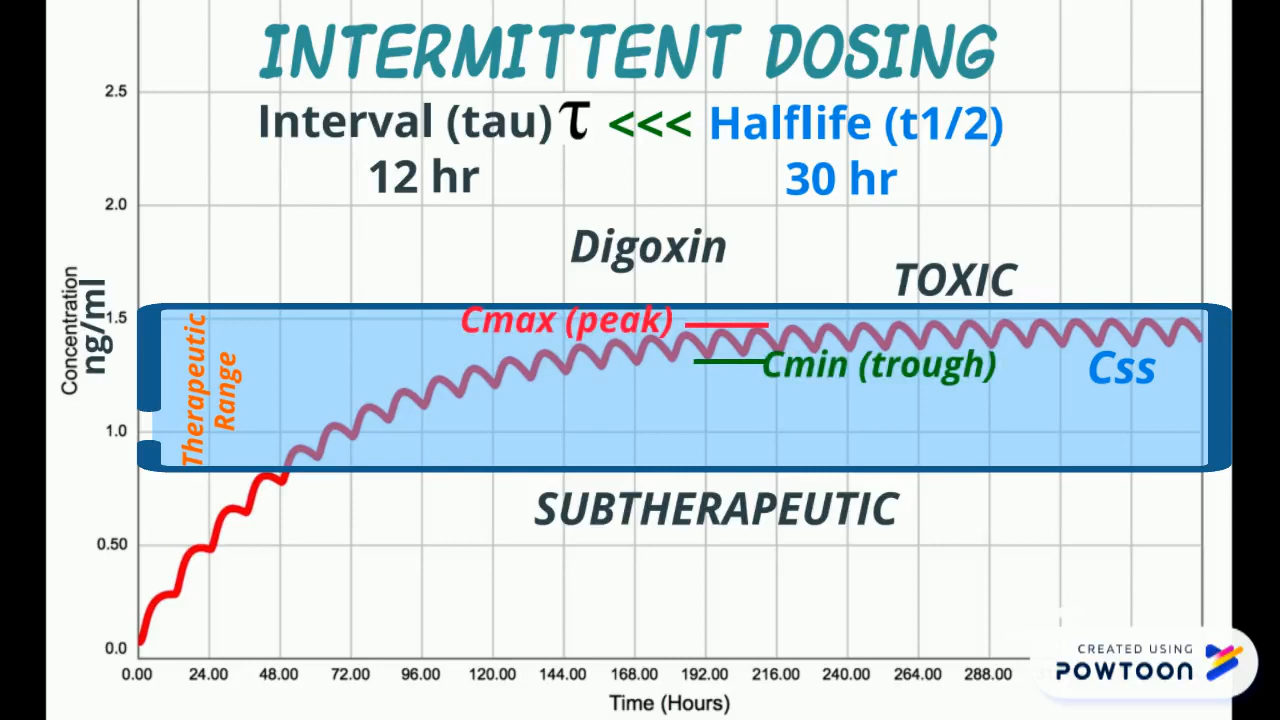 INTERMITTENT DOSING
Interval (tau) τ <<< Halflife (t1/2)
12 hr 30 hr
2.5
2.0
Digoxin
TOXIC
Concentration
ng/ml
1.5
Cmax (peak)
Therapeutic
Range
Cmin (trough)
Css
1.0
SUBTHERAPEUTIC
0.50
0.0
0.00 24.00 48.00 72.00 96.00 120.00 144.00 168.00 192.00 216.00 240.00 264.00 288.00
Time (Hours)
CREATED USING
POWTOON